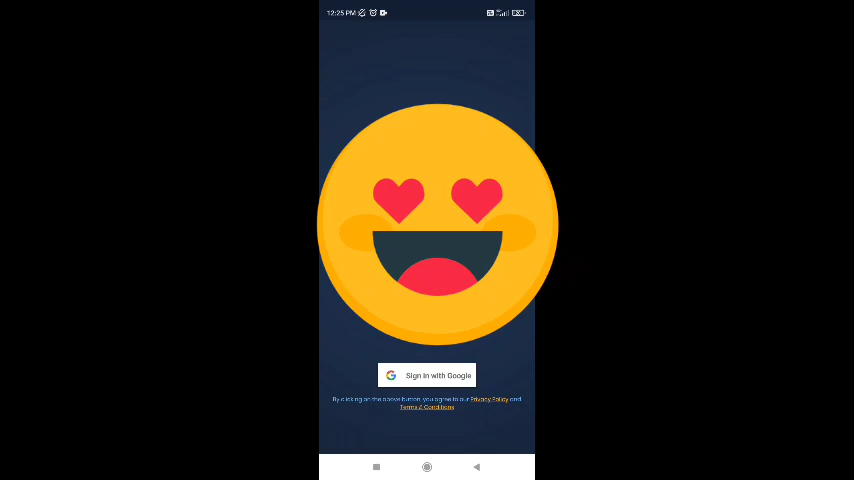 12:25 PM
Sign in with Google
By clicking on the above button, you agree to our Privacy Policy and
Terms & Conditions